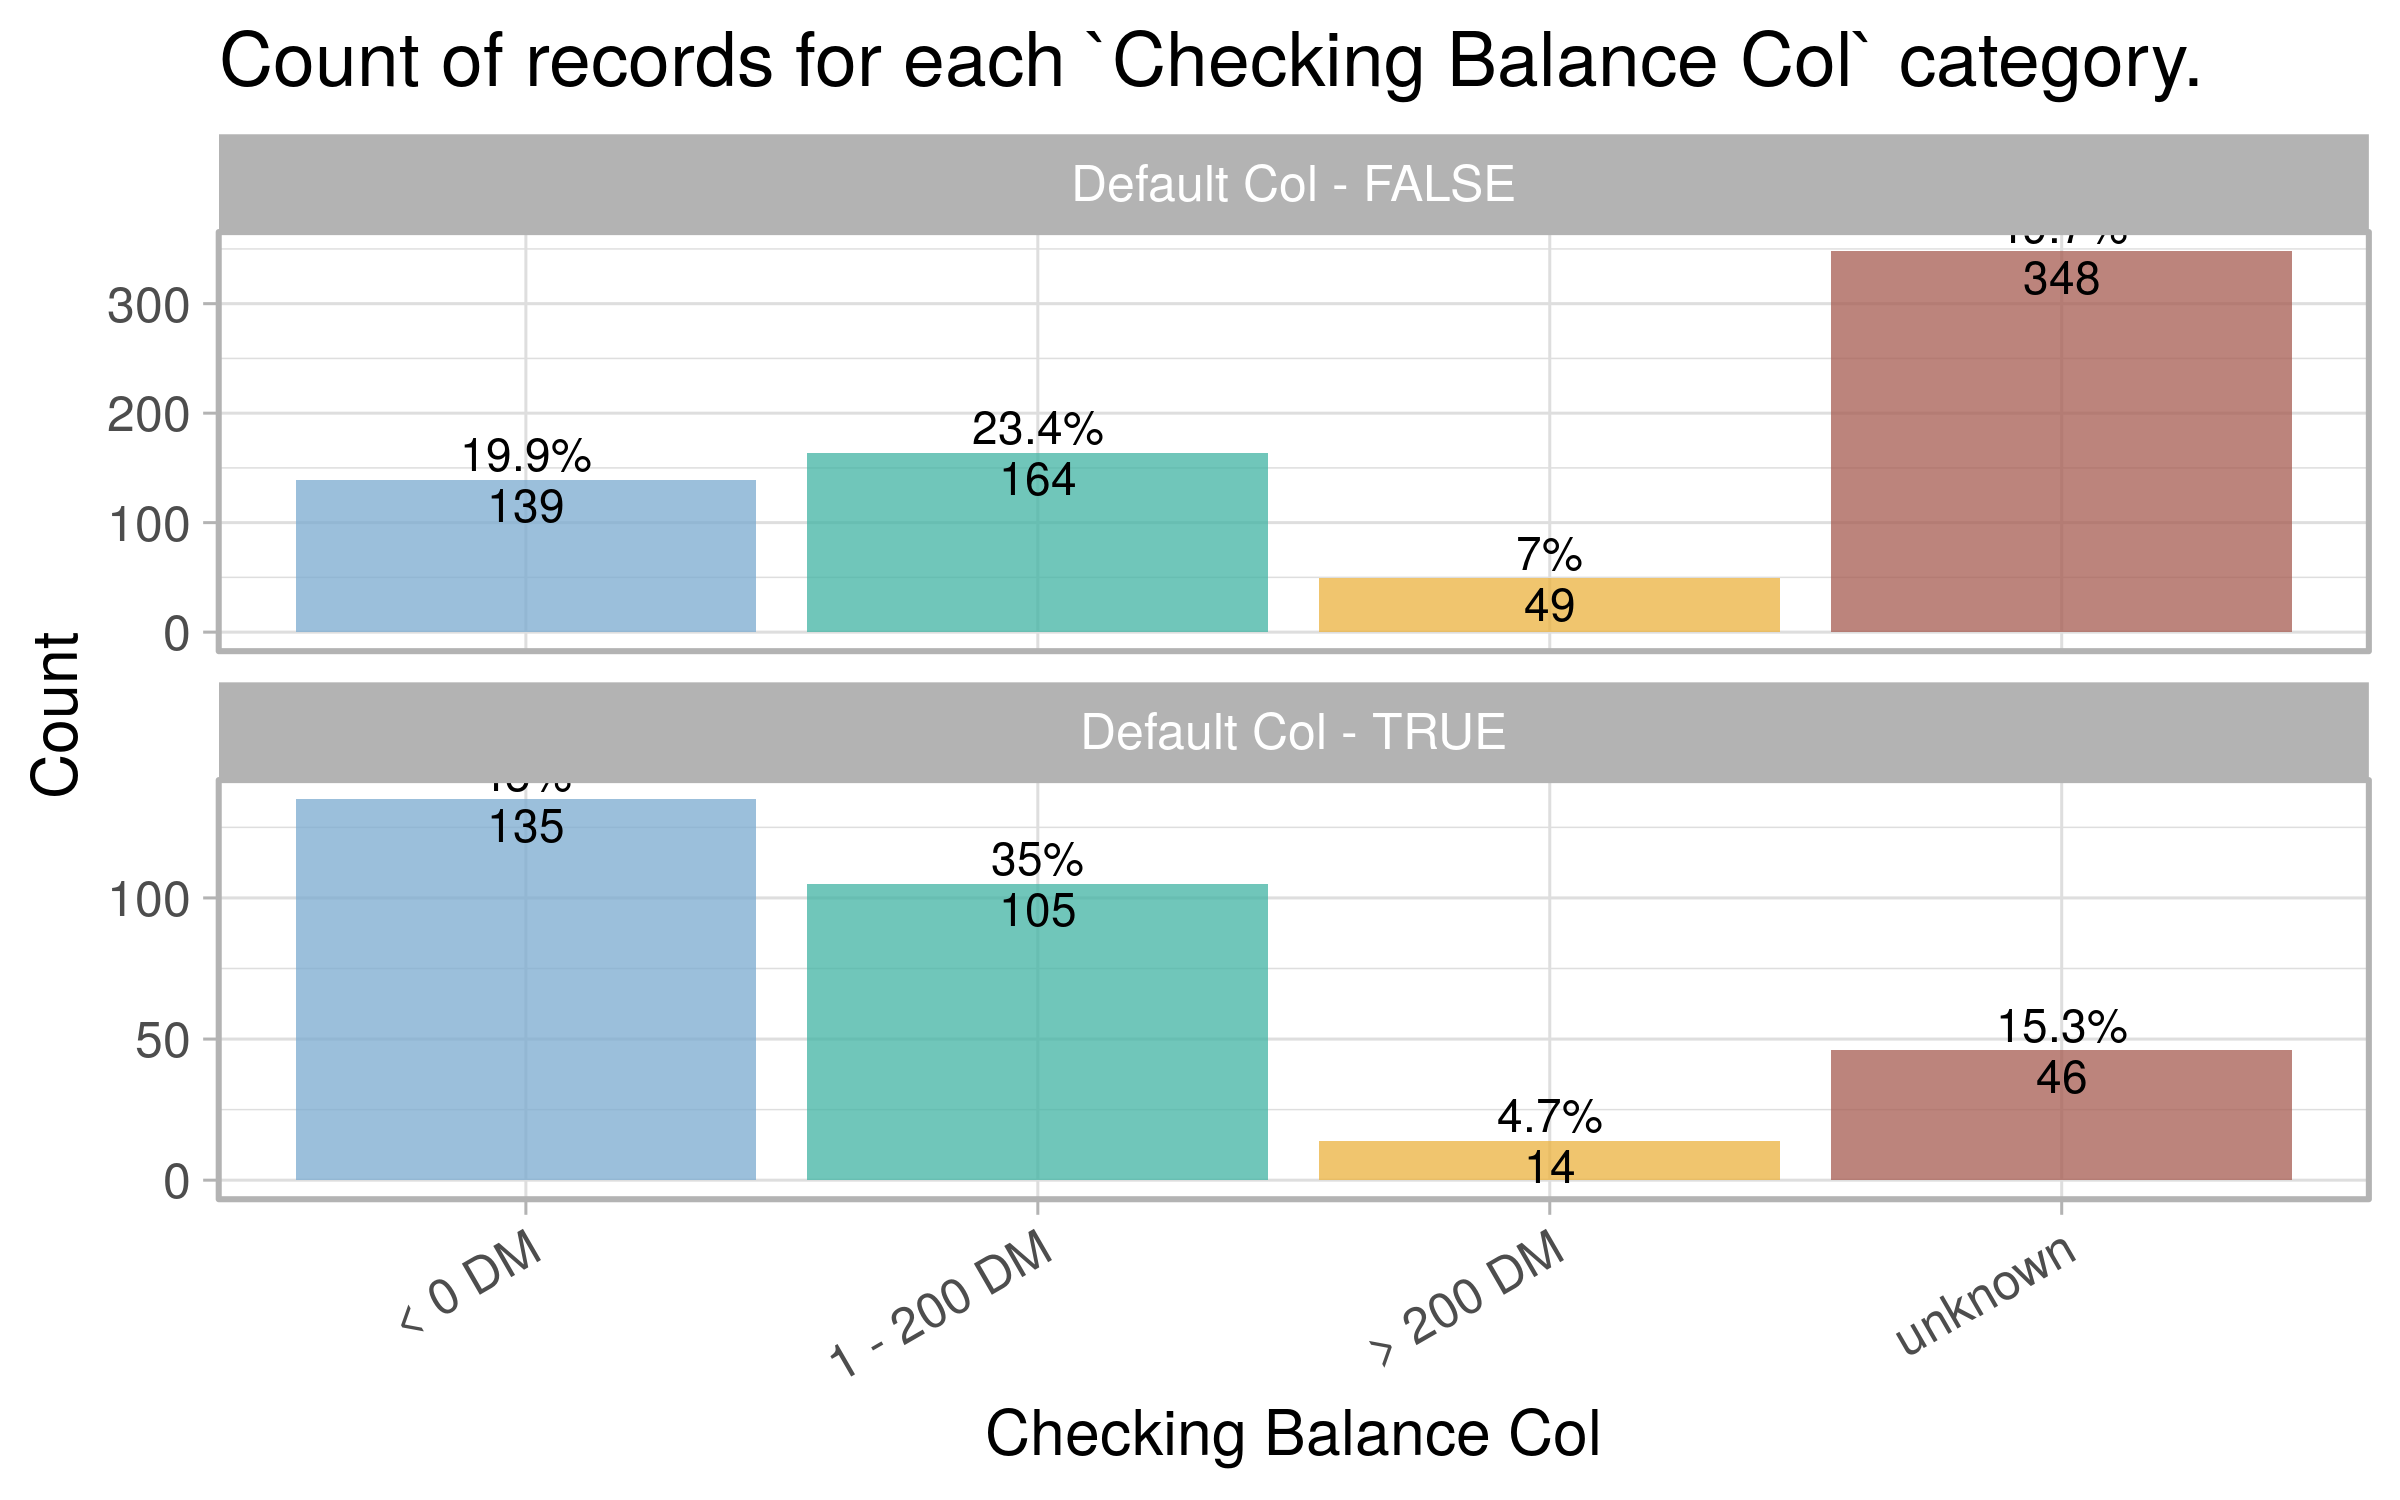 Count of records for each `Checking Balance Col` category.
Default Col - FALSE
300
200
100
0
19.9%
139
23.4%
164
7%
49
348
Count
Default Col - TRUE
100
50
0
135
35%
105
4.7%
14
15.3%
46
< 0 DM
1 - 200 DM
> 200 DM
unknown
Checking Balance Col